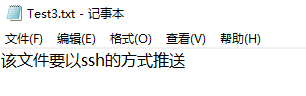 Test3.txt - 记事本
文件(F) 编辑(E) 格式(O) 查看(V) 帮助(H)
该文件要以ssh的方式推送